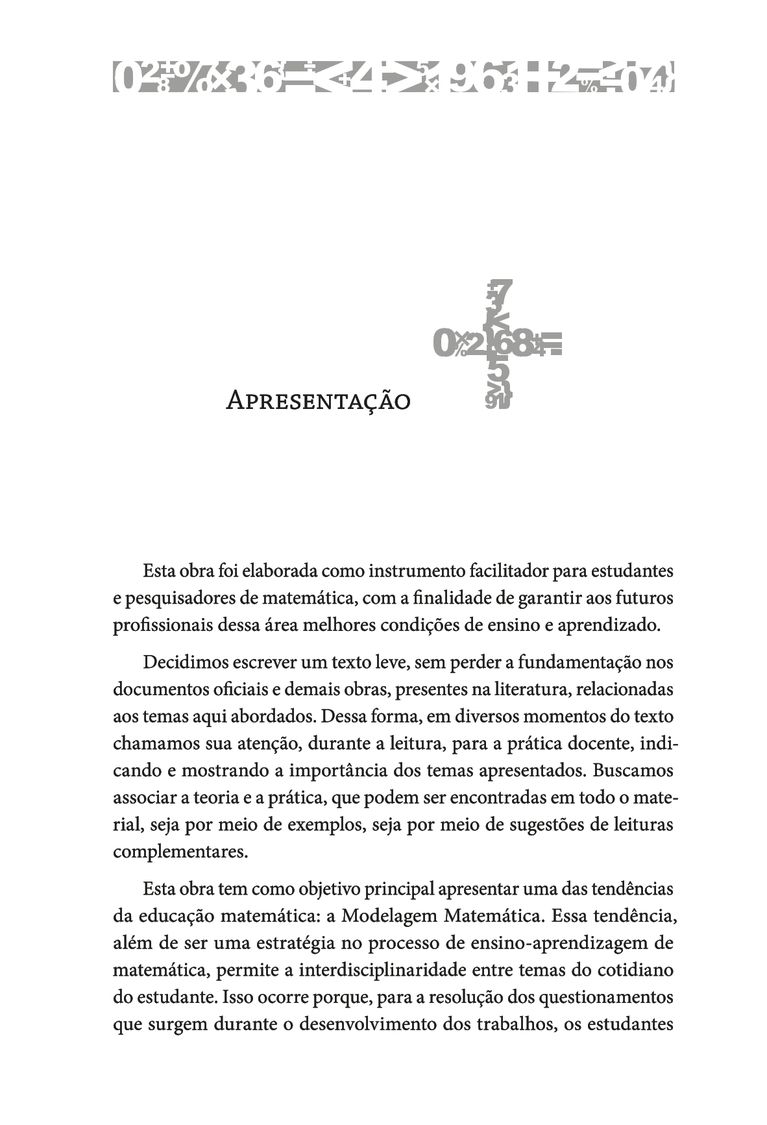 Apresentação
Esta obra foi elaborada como instrumento facilitador para estudantes
e pesquisadores de matemática, com a finalidade de garantir aos futuros
profissionais dessa área melhores condições de ensino e aprendizado.
Decidimos escrever um texto leve, sem perder a fundamentação nos
documentos oficiais e demais obras, presentes na literatura, relacionadas
aos temas aqui abordados. Dessa forma, em diversos momentos do texto
chamamos sua atenção, durante a leitura, para a prática docente, indi-
cando e mostrando a importância dos temas apresentados. Buscamos
associar a teoria e a prática, que podem ser encontradas em todo o mate-
rial, seja por meio de exemplos, seja por meio de sugestões de leituras
complementares.
Esta obra tem como objetivo principal apresentar uma das tendências
da educação matemática: a Modelagem Matemática. Essa tendência,
além de ser uma estratégia no processo de ensino-aprendizagem de
matemática, permite a interdisciplinaridade entre temas do cotidiano
do estudante. Isso ocorre porque, para a resolução dos questionamentos
que surgem durante o desenvolvimento dos trabalhos, os estudantes